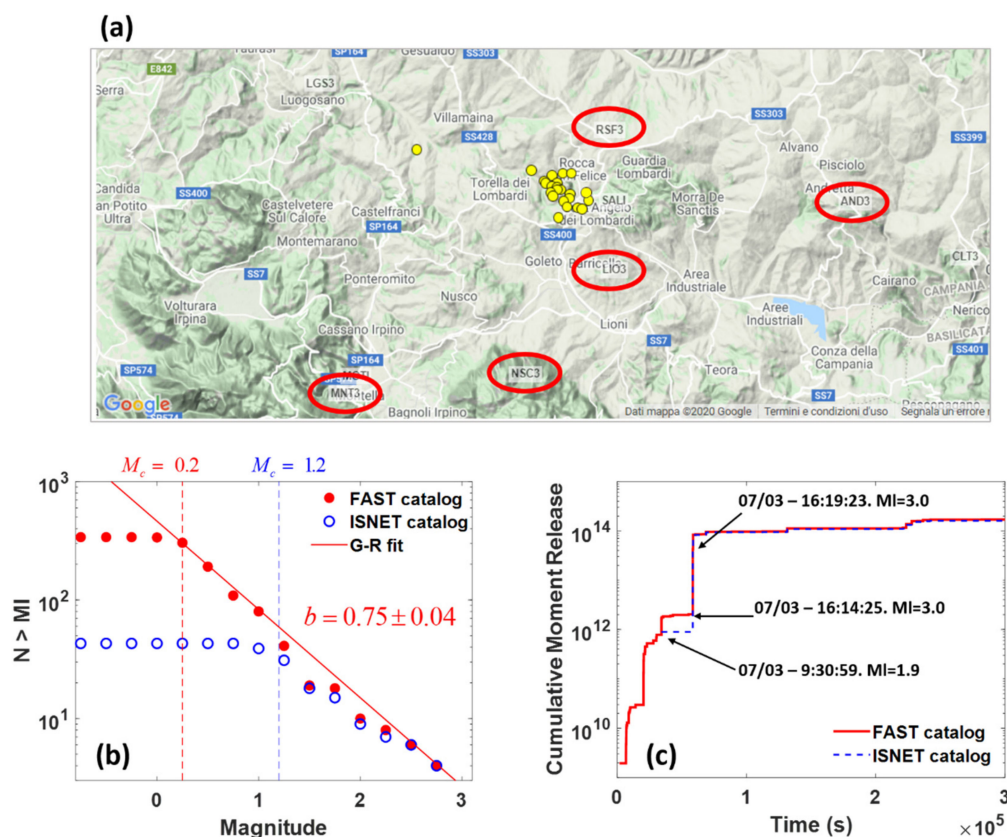 (a)
Taurasi
SP164
Gesualdo
SS303
E842
Serra
LGS3
Luogosano
Villamaina
SS428
RSF3
SS303
Alvano
SS399
Rocca
Felice
Guardia
Lombardi
Pisciolo
Candida
an Potito
Ultra
SS400
Torella dei
Lombardi
SALI
Andretta
AND3
Castelvetere
Sul Calore
Castelfranci
SP164
Angelo
dei Lombardi
Morra De
Sanctis
Montemarano
SS400
SS7
Ponteromito
Goleto
LIO3
Area
Industriale
CLT3
Cairano
CAMPANIA
Nusco
Volturara
Irpina
Aree
Industriali
Nerico
BASILICATA
Cassano Irpino
Lioni
SS7
SP574
SP164
Teora
Conza della
Campania
SS401
NSC3
MNT3
Google
SP574
Bagnoli Irpino
SS7
Dati mappa ©2020 Google
Termini e condizioni d'uso
Segnala un errore
M_c = 0.2
M_c = 1.2
10^3
10^2
10^1
N > Ml
FAST catalog
ISNET catalog
G-R fit
b = 0.75 ± 0.04
(b)
0 1 2 3
Magnitude
Cumulative Moment Release
10^14
10^12
10^10
07/03 – 16:19:23. Ml=3.0
07/03 – 16:14:25. Ml=3.0
07/03 – 9:30:59. Ml=1.9
FAST catalog
ISNET catalog
(c)
0 1 2 3
Time (s)
×10^5